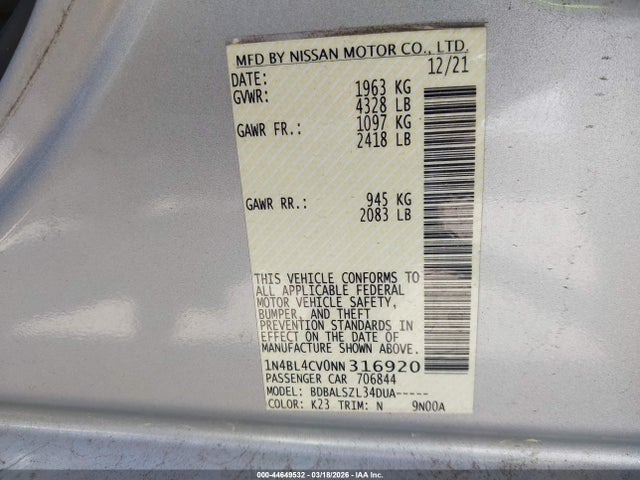 MFD BY NISSAN MOTOR CO., LTD.
DATE: 12/21
GVWR: 1963 KG
4328 LB
GAWR FR.: 1097 KG
2418 LB
GAWR RR.: 945 KG
2083 LB
THIS VEHICLE CONFORMS TO
ALL APPLICABLE FEDERAL
MOTOR VEHICLE SAFETY,
BUMPER, AND THEFT
PREVENTION STANDARDS IN
EFFECT ON THE DATE OF
MANUFACTURE SHOWN ABOVE.
1N4BL4CV0NN316920
PASSENGER CAR 706844
MODEL: BDBALSZL34DUA-----
COLOR: K23 TRIM: N 9N00A
00-44649532 - 03/18/2026 - COPYRIGHT IAA, LLC.